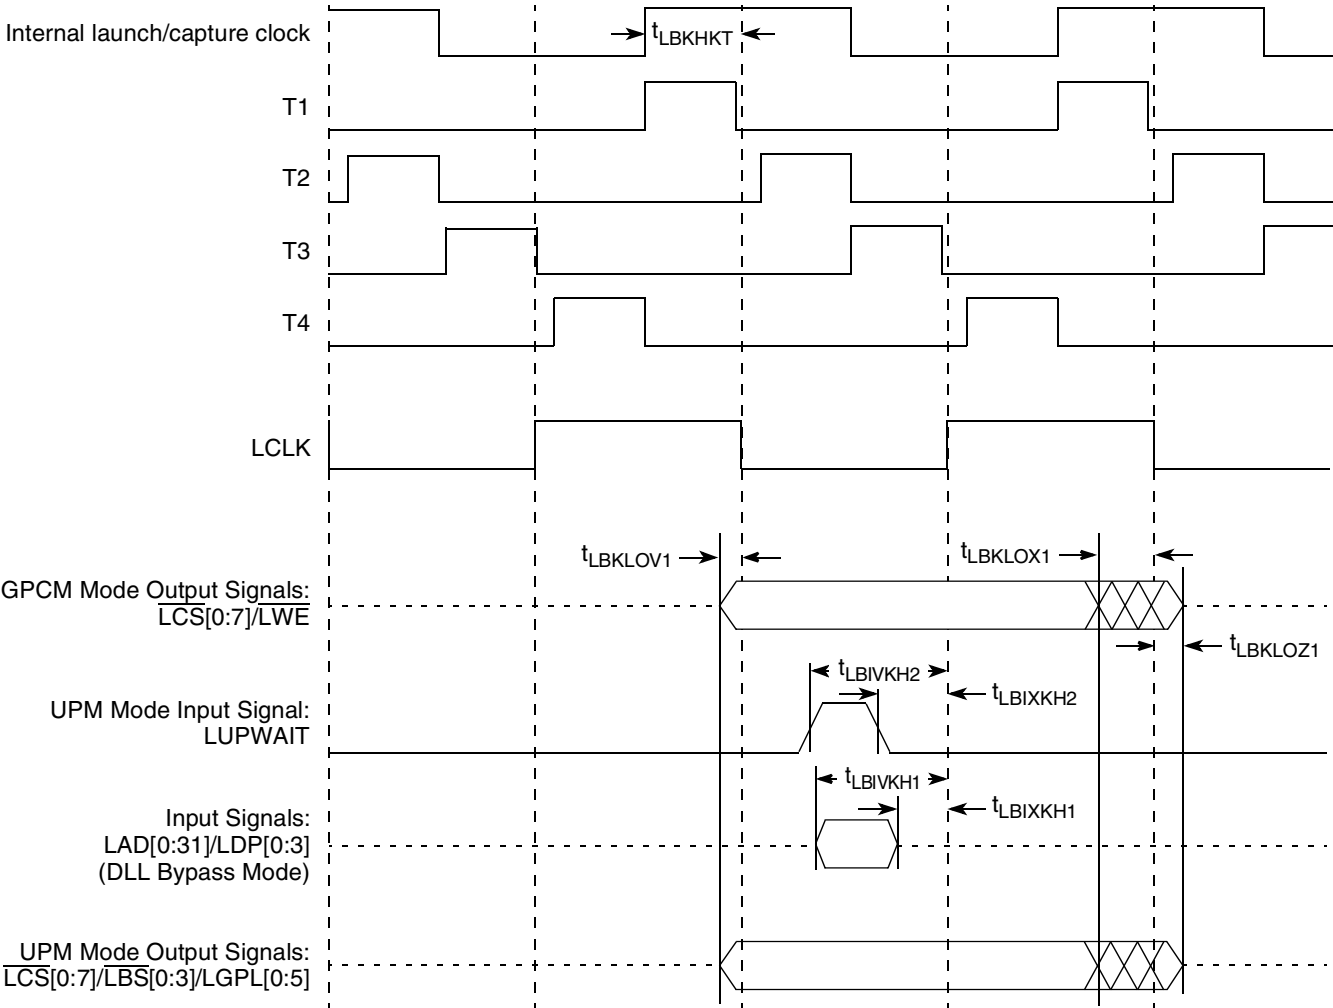 Internal launch/capture clock
tLBKHKT
T1
T2
T3
T4
LCLK
tLBKLOV1
tLBKLOX1
GPCM Mode Output Signals:
LCS[0:7]/LWE
tLBKLOZ1
tLBIVKH2
tLBIXKH2
UPM Mode Input Signal:
LUPWAIT
tLBIVKH1
tLBIXKH1
Input Signals:
LAD[0:31]/LDP[0:3]
(DLL Bypass Mode)
UPM Mode Output Signals:
LCS[0:7]/LBS[0:3]/LGPL[0:5]